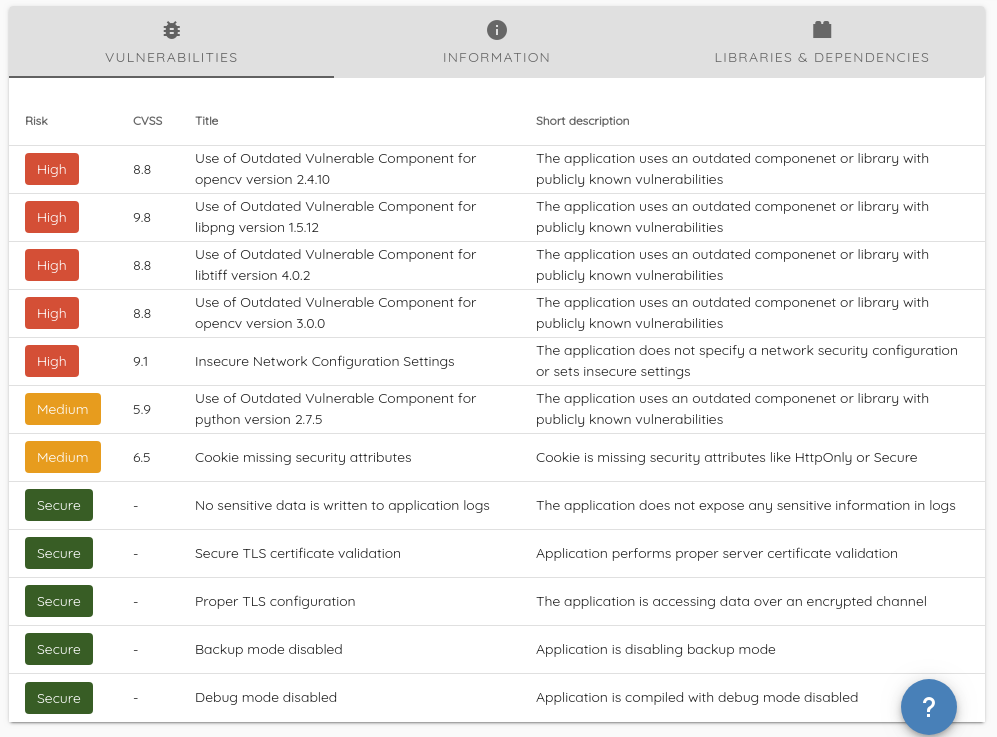 VULNERABILITIES
INFORMATION
LIBRARIES & DEPENDENCIES
Risk CVSS Title Short description
High 8.8 Use of Outdated Vulnerable Component for opencv version 2.4.10 The application uses an outdated componenet or library with publicly known vulnerabilities
High 9.8 Use of Outdated Vulnerable Component for libpng version 1.5.12 The application uses an outdated componenet or library with publicly known vulnerabilities
High 8.8 Use of Outdated Vulnerable Component for libtiff version 4.0.2 The application uses an outdated componenet or library with publicly known vulnerabilities
High 8.8 Use of Outdated Vulnerable Component for opencv version 3.0.0 The application uses an outdated componenet or library with publicly known vulnerabilities
High 9.1 Insecure Network Configuration Settings The application does not specify a network security configuration or sets insecure settings
Medium 5.9 Use of Outdated Vulnerable Component for python version 2.7.5 The application uses an outdated componenet or library with publicly known vulnerabilities
Medium 6.5 Cookie missing security attributes Cookie is missing security attributes like HttpOnly or Secure
Secure - No sensitive data is written to application logs The application does not expose any sensitive information in logs
Secure - Secure TLS certificate validation Application performs proper server certificate validation
Secure - Proper TLS configuration The application is accessing data over an encrypted channel
Secure - Backup mode disabled Application is disabling backup mode
Secure - Debug mode disabled Application is compiled with debug mode disabled
?